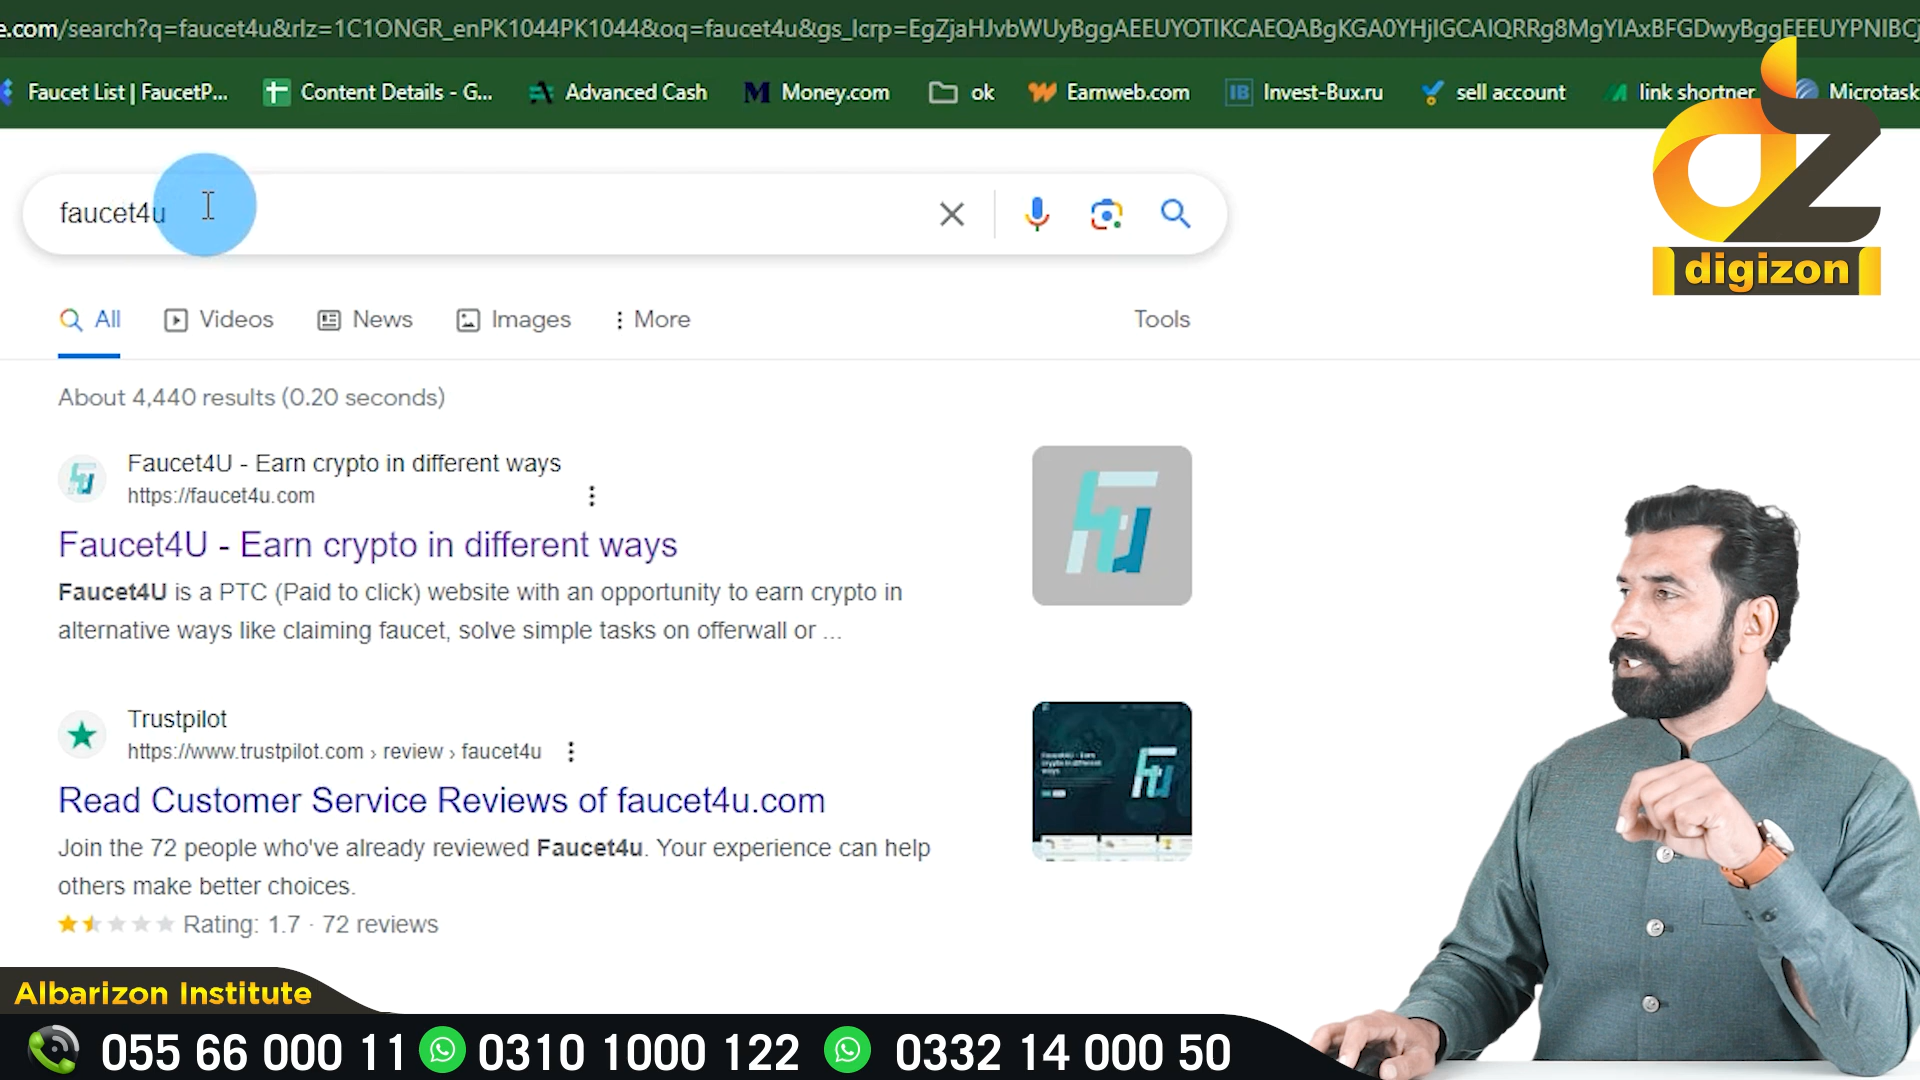 e.com/search?q=faucet4u&rlz=1C1ONGR_enPK1044PK1044&oq=faucet4u&gs_lcrp=
Faucet List | FaucetP...
Content Details - G...
Advanced Cash
Money.com
ok
Earnweb.com
Invest-Bux.ru
sell account
link shortner
Microtask
digizon
faucet4u
All
Videos
News
Images
More
Tools
About 4,440 results (0.20 seconds)
Faucet4U - Earn crypto in different ways
https://faucet4u.com
Faucet4U - Earn crypto in different ways
Faucet4U is a PTC (Paid to click) website with an opportunity to earn crypto in
alternative ways like claiming faucet, solve simple tasks on offerwall or ...
Trustpilot
https://www.trustpilot.com › review › faucet4u
Read Customer Service Reviews of faucet4u.com
Join the 72 people who've already reviewed Faucet4u. Your experience can help
others make better choices.
Rating: 1.7 · 72 reviews
Albarizon Institute
055 66 000 11
0310 1000 122
0332 14 000 50